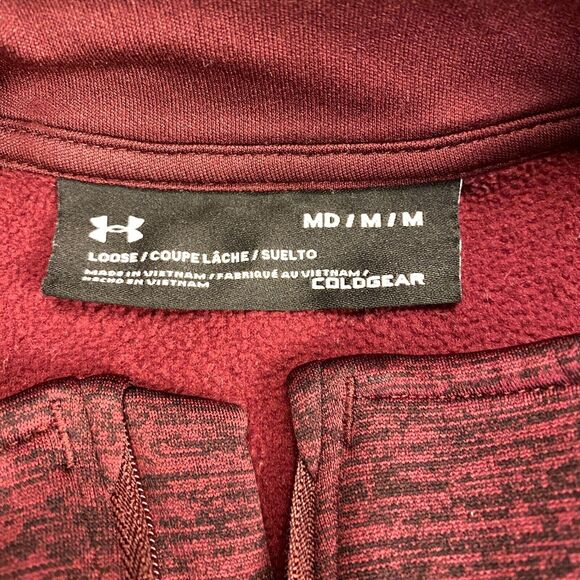 MD / M / M
LOOSE / COUPE LÂCHE / SUELTO
MADE IN VIETNAM / FABRIQUÉ AU VIETNAM /
HECHO EN VIETNAM
COLDGEAR